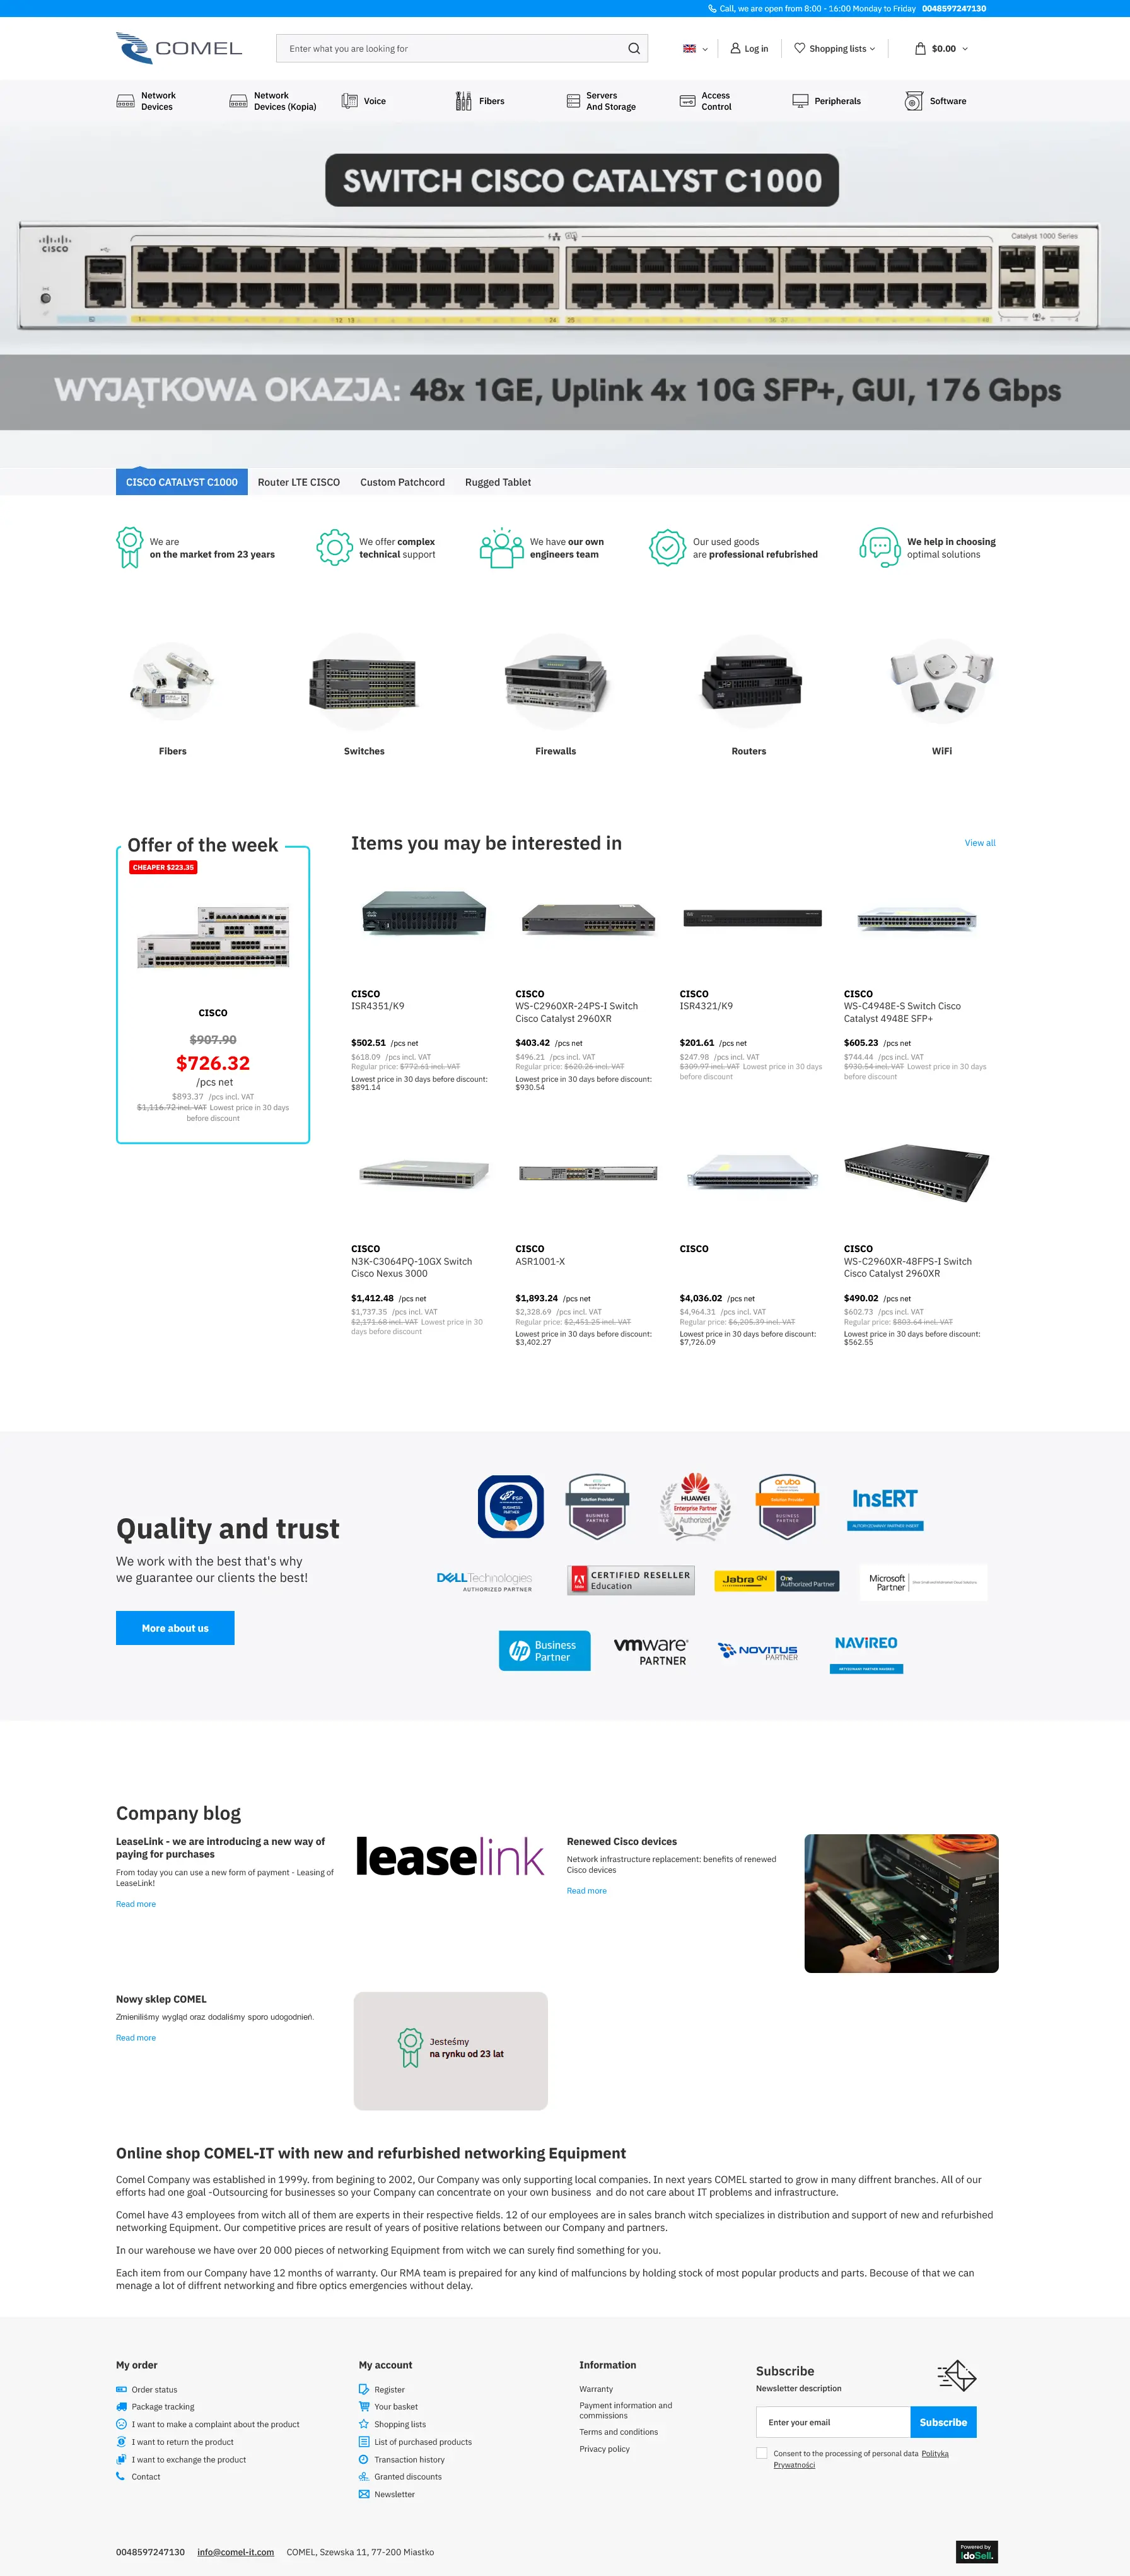 Call, we are open from 8:00 - 16:00 Monday to Friday 0048597247130
COMEL
Enter what you are looking for
Log in
Shopping lists
$0.00
Network
Devices
Network
Devices (Kopia)
Voice
Fibers
Servers
And Storage
Access
Control
Peripherals
Software
SWITCH CISCO CATALYST C1000
CISCO
Catalyst 1000 Series
WYJĄTKOWA OKAZJA: 48x 1GE, Uplink 4x 10G SFP+, GUI, 176 Gbps
CISCO CATALYST C1000
Router LTE CISCO
Custom Patchcord
Rugged Tablet
We are
on the market from 23 years
We offer complex
technical support
We have our own
engineers team
Our used goods
are professional refubrished
We help in choosing
optimal solutions
Fibers
Switches
Firewalls
Routers
WiFi
Offer of the week
CHEAPER $223.35
CISCO
$907.90
$726.32
/pcs net
$893.37 /pcs incl. VAT
$1,116.72 incl. VAT Lowest price in 30 days
before discount
Items you may be interested in
View all
CISCO
ISR4351/K9
$502.51 /pcs net
$618.09 /pcs incl. VAT
Regular price: $772.61 incl. VAT
Lowest price in 30 days before discount:
$891.14
CISCO
WS-C2960XR-24PS-I Switch
Cisco Catalyst 2960XR
$403.42 /pcs net
$496.21 /pcs incl. VAT
Regular price: $620.26 incl. VAT
Lowest price in 30 days before discount:
$930.54
CISCO
ISR4321/K9
$201.61 /pcs net
$247.98 /pcs incl. VAT
$309.97 incl. VAT Lowest price in 30 days
before discount
CISCO
WS-C4948E-S Switch Cisco
Catalyst 4948E SFP+
$605.23 /pcs net
$744.44 /pcs incl. VAT
$930.54 incl. VAT Lowest price in 30 days
before discount
CISCO
N3K-C3064PQ-10GX Switch
Cisco Nexus 3000
$1,412.48 /pcs net
$1,737.35 /pcs incl. VAT
$2,171.68 incl. VAT Lowest price in 30
days before discount
CISCO
ASR1001-X
$1,893.24 /pcs net
$2,328.69 /pcs incl. VAT
Regular price: $2,451.25 incl. VAT
Lowest price in 30 days before discount:
$3,402.27
CISCO
$4,036.02 /pcs net
$4,964.31 /pcs incl. VAT
Regular price: $6,205.39 incl. VAT
Lowest price in 30 days before discount:
$7,726.09
CISCO
WS-C2960XR-48FPS-I Switch
Cisco Catalyst 2960XR
$490.02 /pcs net
$602.73 /pcs incl. VAT
Regular price: $803.64 incl. VAT
Lowest price in 30 days before discount:
$562.55
Quality and trust
We work with the best that's why
we guarantee our clients the best!
More about us
FSP
BUSINESS
PARTNER
Solution Provider
BUSINESS
PARTNER
HUAWEI
Enterprise Partner
Authorized
aruba
Solution Provider
BUSINESS
PARTNER
InsERT
AUTORYZOWANY PARTNER INSERT
DELLTechnologies
AUTHORIZED PARTNER
Adobe
CERTIFIED RESELLER
Education
Jabra GN
One
Authorized Partner
Microsoft
Partner
hp
Business
Partner
vmware
PARTNER
NOVITUS
PARTNER
NAViREO
Company blog
LeaseLink - we are introducing a new way of
paying for purchases
From today you can use a new form of payment - Leasing of
LeaseLink!
Read more
leaselink
Renewed Cisco devices
Network infrastructure replacement: benefits of renewed
Cisco devices
Read more
Nowy sklep COMEL
Zmieniliśmy wygląd oraz dodaliśmy sporo udogodnień.
Read more
Jesteśmy
na rynku od 23 lat
Online shop COMEL-IT with new and refurbished networking Equipment
Comel Company was established in 1999y. from begining to 2002, Our Company was only supporting local companies. In next years COMEL started to grow in many diffrent branches. All of our
efforts had one goal -Outsourcing for businesses so your Company can concentrate on your own business and do not care about IT problems and infrastructure.
Comel have 43 employees from witch all of them are experts in their respective fields. 12 of our employees are in sales branch witch specializes in distribution and support of new and refurbished
networking Equipment. Our competitive prices are result of years of positive relations between our Company and partners.
In our warehouse we have over 20 000 pieces of networking Equipment from witch we can surely find something for you.
Each item from our Company have 12 months of warranty. Our RMA team is prepaired for any kind of malfuncions by holding stock of most popular products and parts. Becouse of that we can
menage a lot of diffrent networking and fibre optics emergencies without delay.
My order
Order status
Package tracking
I want to make a complaint about the product
I want to return the product
I want to exchange the product
Contact
My account
Register
Your basket
Shopping lists
List of purchased products
Transaction history
Granted discounts
Newsletter
Information
Warranty
Payment information and
commissions
Terms and conditions
Privacy policy
Subscribe
Newsletter description
Enter your email
Subscribe
Consent to the processing of personal data Polityka
Prywatności
0048597247130
info@comel-it.com
COMEL, Szewska 11, 77-200 Miastko
Powered by
IdoSell.